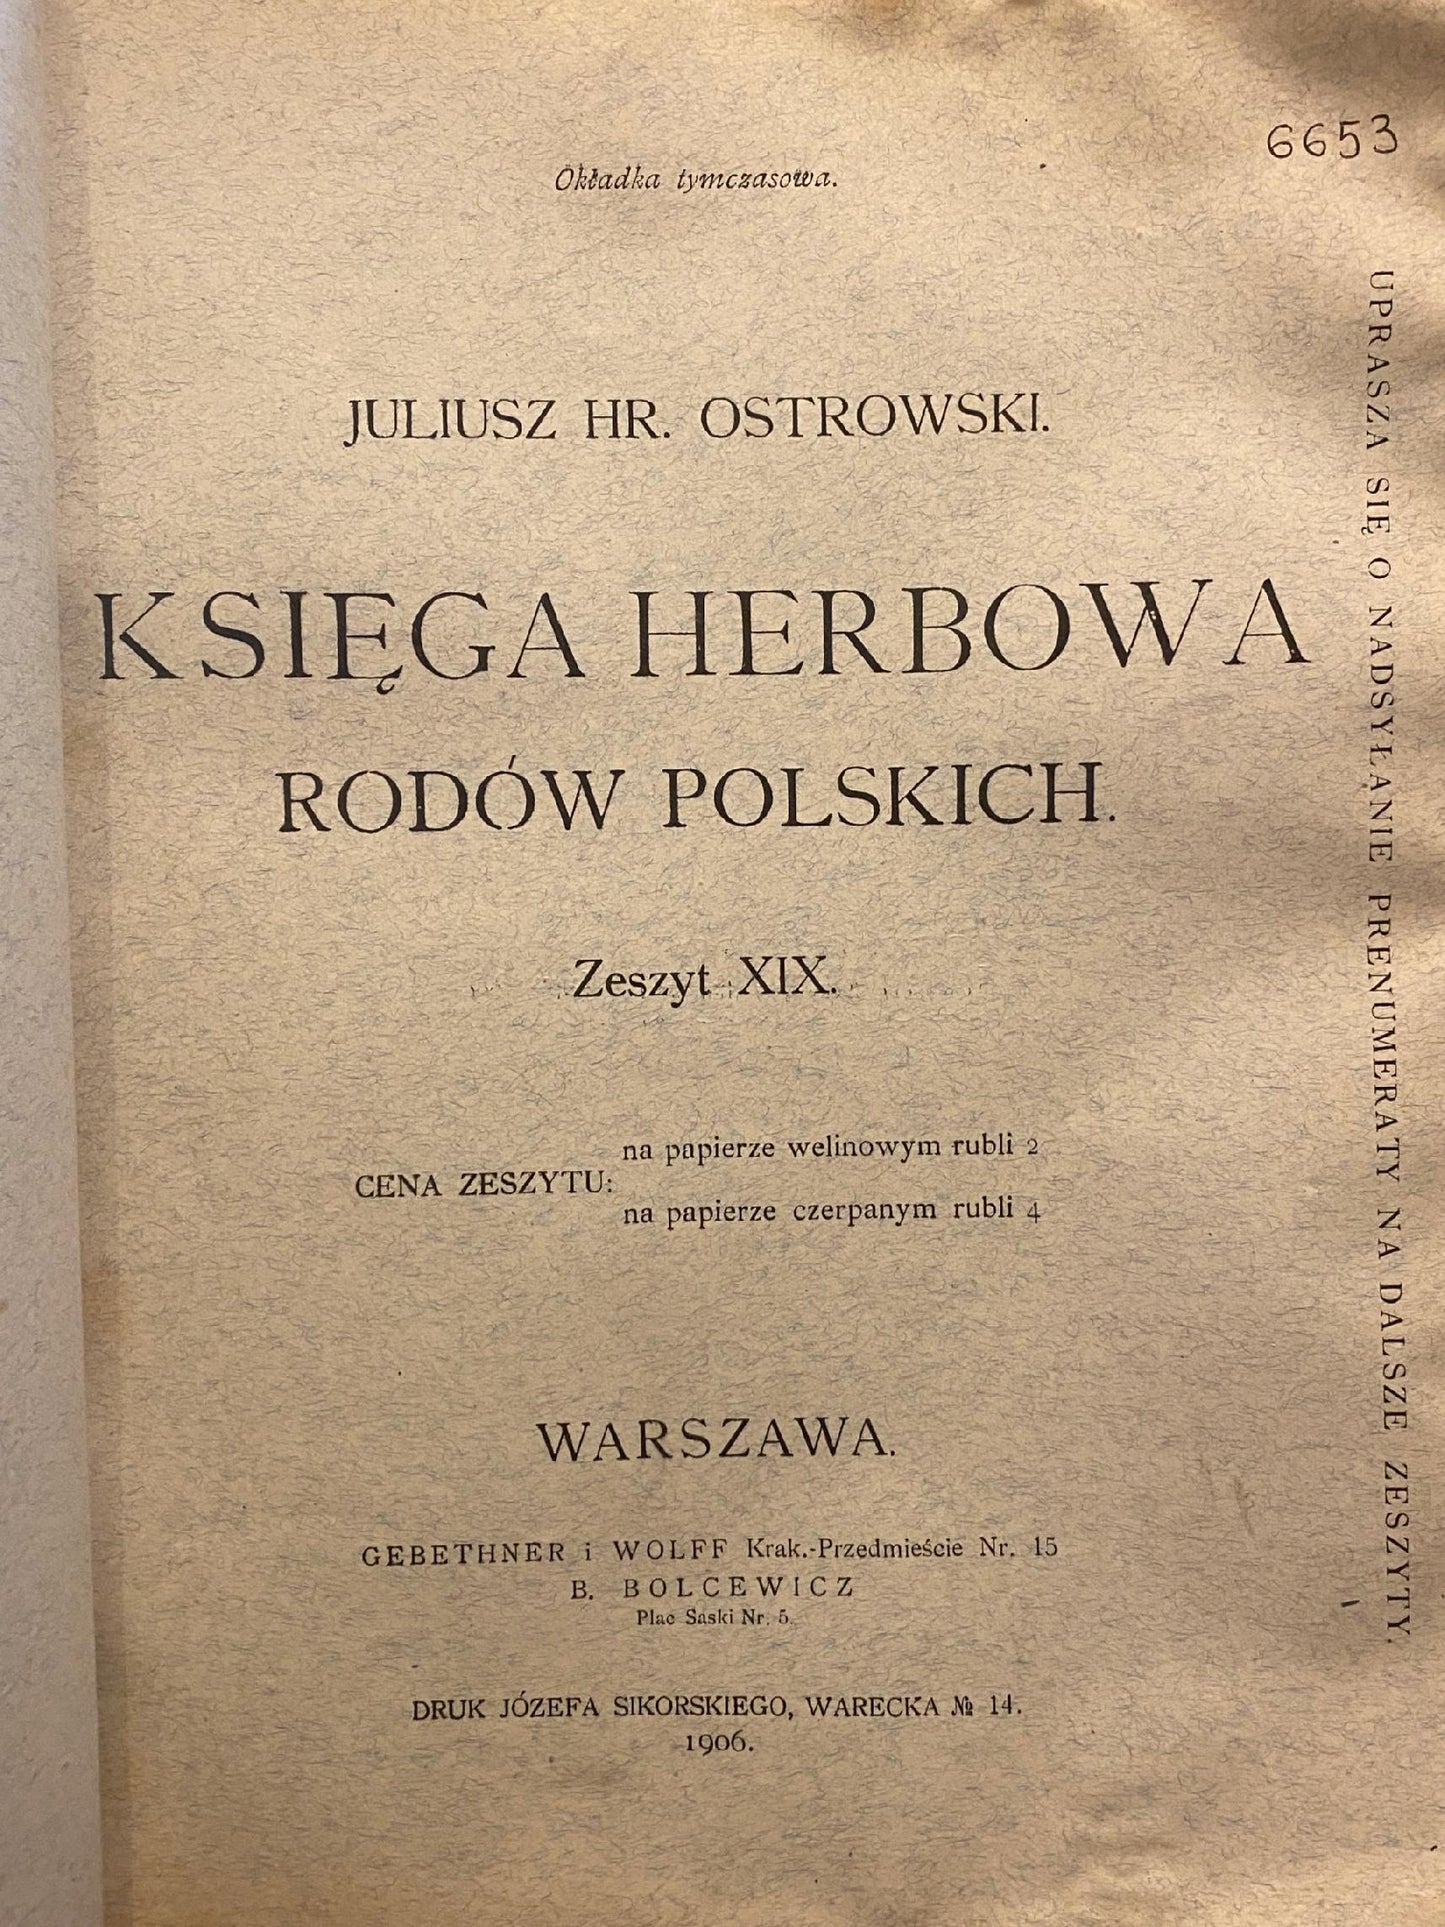 6653
Okładka tymczasowa.
JULIUSZ HR. OSTROWSKI.
KSIĘGA HERBOWA
RODÓW POLSKICH.
Zeszyt XIX.
CENA ZESZYTU:
na papierze welinowym rubli 2
na papierze czerpanym rubli 4
WARSZAWA.
GEBETHNER i WOLFF Krak.-Przedmieście Nr. 15
B. BOLCEWICZ
Plac Saski Nr. 5.
DRUK JÓZEFA SIKORSKIEGO, WARECKA № 14.
1906.
UPRASZA SIĘ O NADSYŁANIE PRENUMERATY NA DALSZE ZESZYTY.